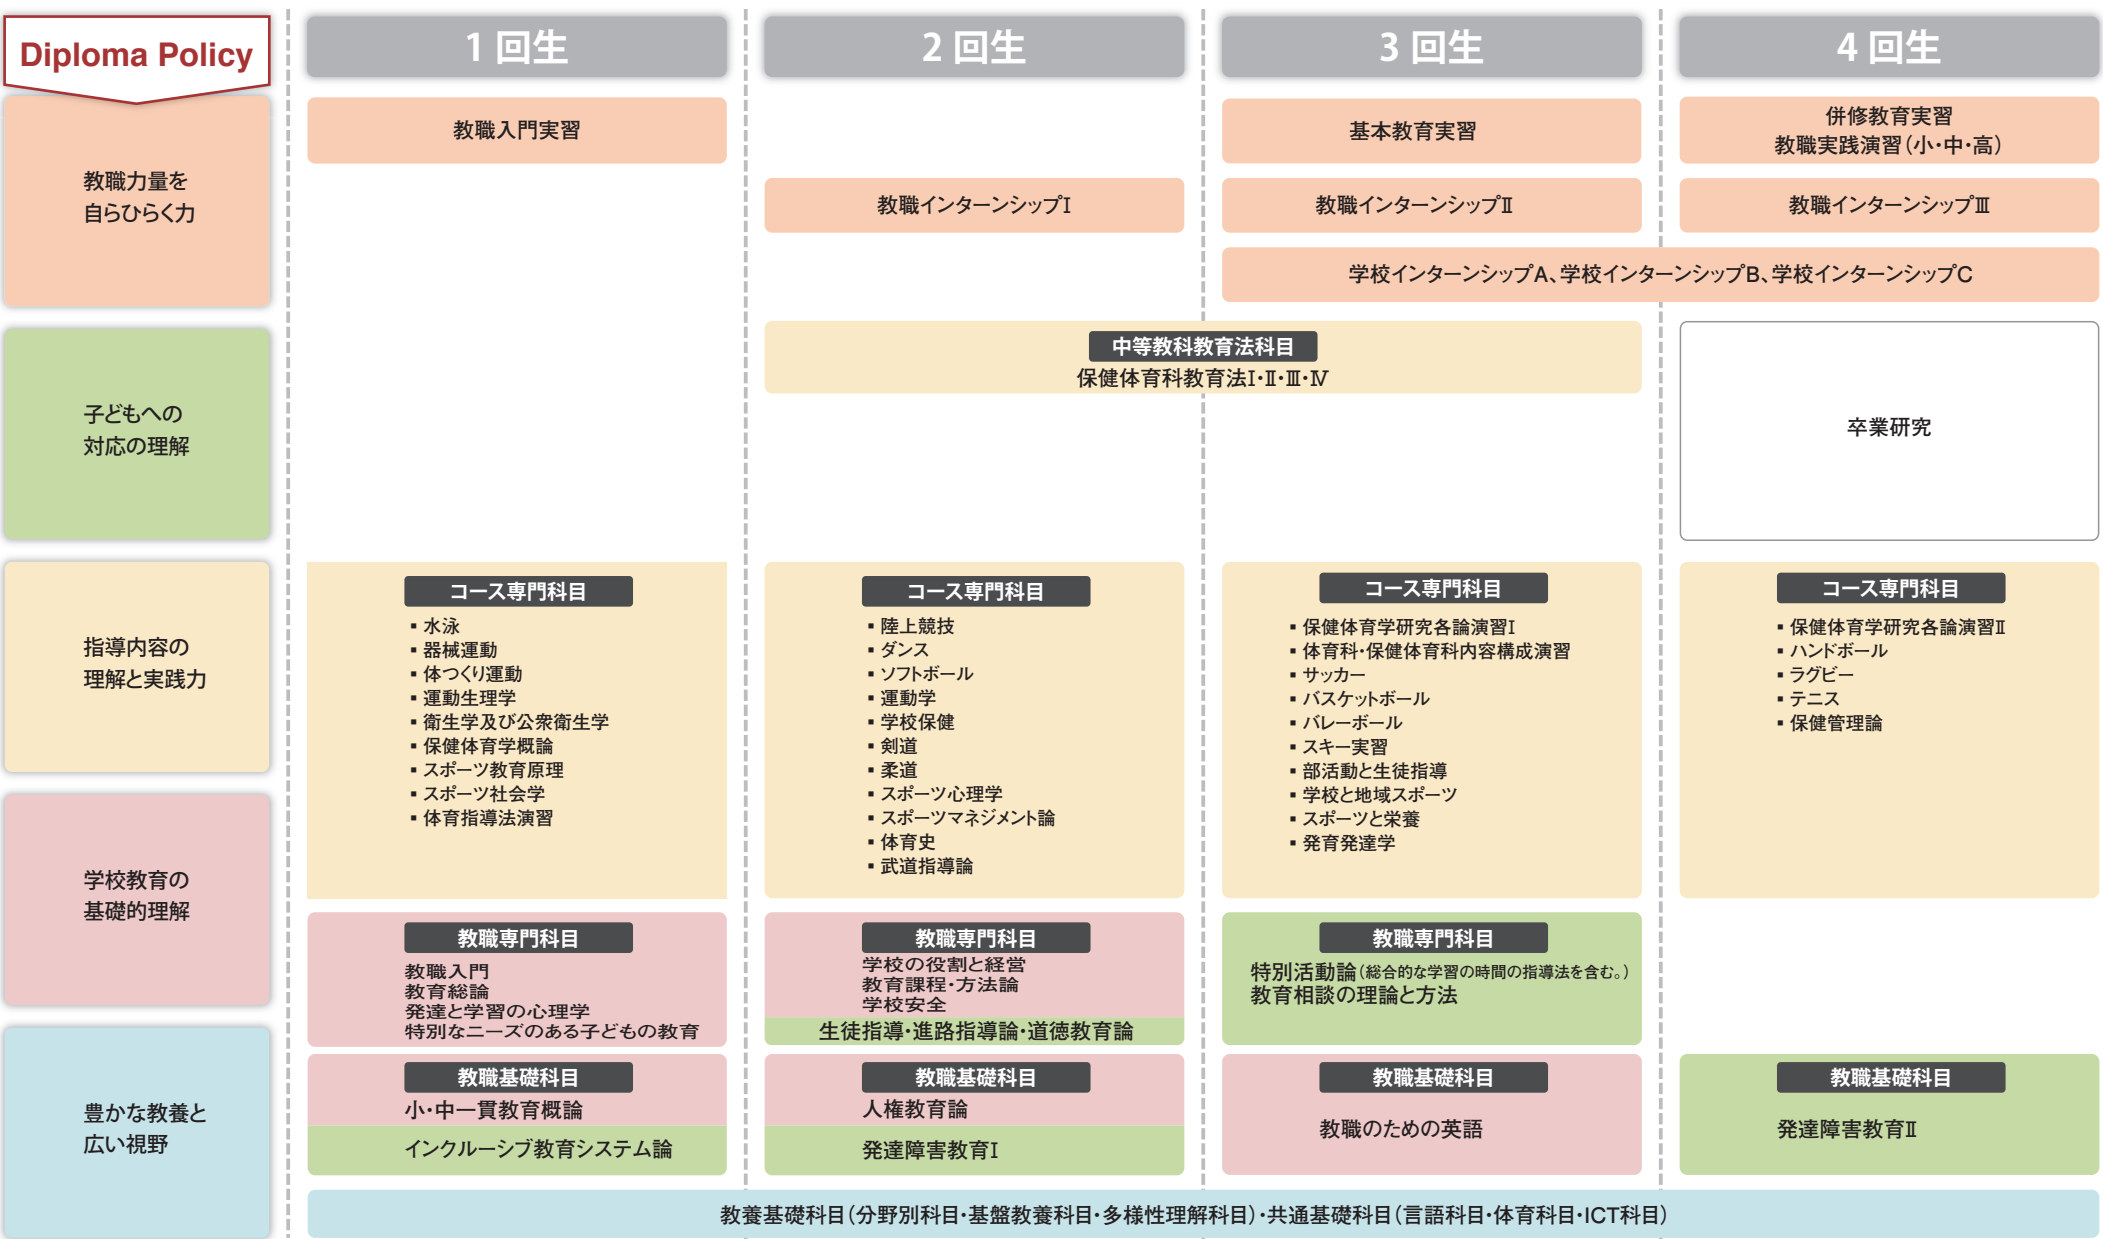 Diploma Policy
1 回生
2 回生
3 回生
4 回生
教職力量を
自らひらく力
教職入門実習
基本教育実習
併修教育実習
教職実践演習（小・中・高）
教職インターンシップⅠ
教職インターンシップⅡ
教職インターンシップⅢ
学校インターンシップA、学校インターンシップB、学校インターンシップC
子どもへの
対応の理解
中等教科教育法科目
保健体育科教育法Ⅰ・Ⅱ・Ⅲ・Ⅳ
卒業研究
指導内容の
理解と実践力
コース専門科目
▪ 水泳
▪ 器械運動
▪ 体つくり運動
▪ 運動生理学
▪ 衛生学及び公衆衛生学
▪ 保健体育学概論
▪ スポーツ教育原理
▪ スポーツ社会学
▪ 体育指導法演習
コース専門科目
▪ 陸上競技
▪ ダンス
▪ ソフトボール
▪ 運動学
▪ 学校保健
▪ 剣道
▪ 柔道
▪ スポーツ心理学
▪ スポーツマネジメント論
▪ 体育史
▪ 武道指導論
コース専門科目
▪ 保健体育学研究各論演習Ⅰ
▪ 体育科・保健体育科内容構成演習
▪ サッカー
▪ バスケットボール
▪ バレーボール
▪ スキー実習
▪ 部活動と生徒指導
▪ 学校と地域スポーツ
▪ スポーツと栄養
▪ 発育発達学
コース専門科目
▪ 保健体育学研究各論演習Ⅱ
▪ ハンドボール
▪ ラグビー
▪ テニス
▪ 保健管理論
学校教育の
基礎的理解
教職専門科目
教職入門
教育総論
発達と学習の心理学
特別なニーズのある子どもの教育
教職専門科目
学校の役割と経営
教育課程・方法論
学校安全
生徒指導・進路指導論・道徳教育論
教職専門科目
特別活動論（総合的な学習の時間の指導法を含む。）
教育相談の理論と方法
豊かな教養と
広い視野
教職基礎科目
小・中一貫教育概論
インクルーシブ教育システム論
教職基礎科目
人権教育論
発達障害教育Ⅰ
教職基礎科目
教職のための英語
教職基礎科目
発達障害教育Ⅱ
教養基礎科目（分野別科目・基盤教養科目・多様性理解科目）・共通基礎科目（言語科目・体育科目・ICT科目）